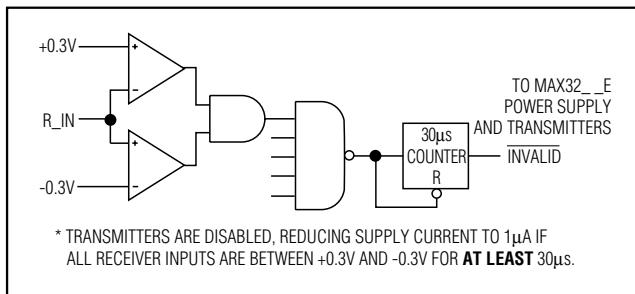 +0.3V
+
-
R_IN
+
-0.3V
-
TO MAX32_ _E
POWER SUPPLY
AND TRANSMITTERS
30μs
COUNTER
R
INVALID
* TRANSMITTERS ARE DISABLED, REDUCING SUPPLY CURRENT TO 1μA IF
ALL RECEIVER INPUTS ARE BETWEEN +0.3V AND -0.3V FOR AT LEAST 30μs.